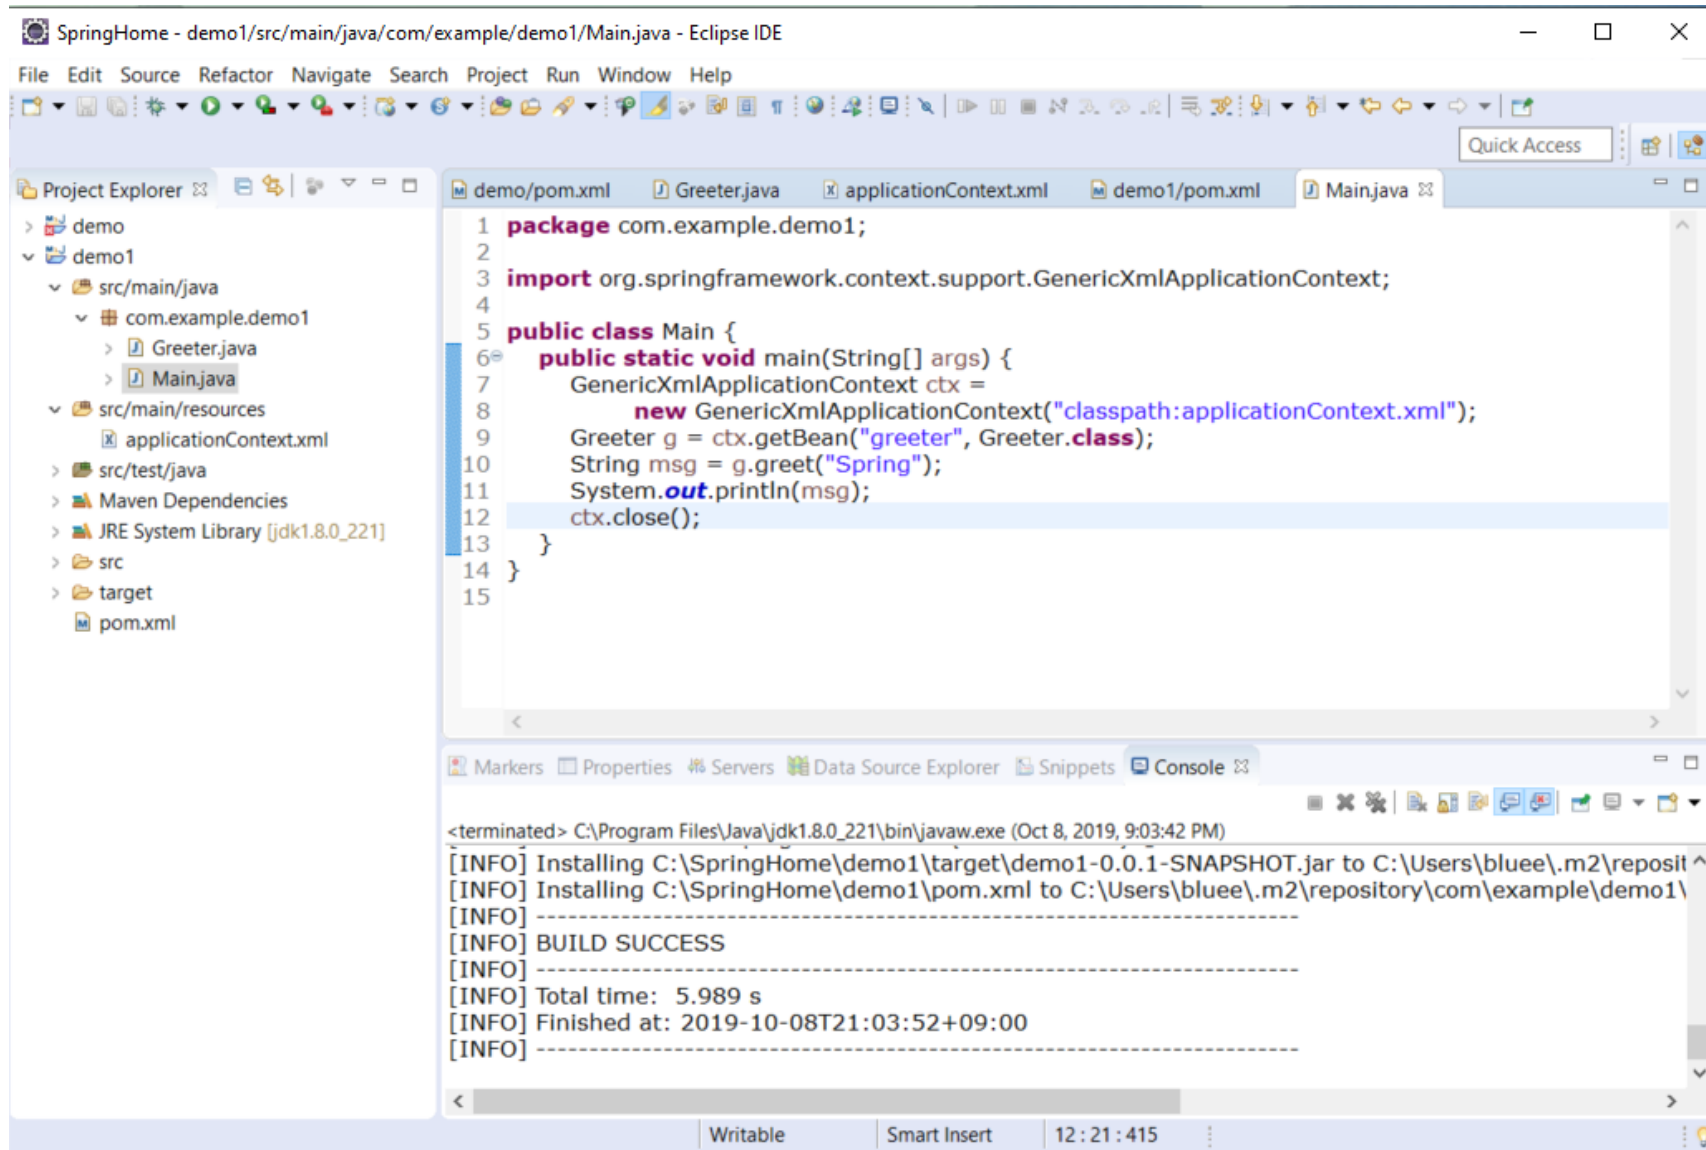 SpringHome - demo1/src/main/java/com/example/demo1/Main.java - Eclipse IDE
File Edit Source Refactor Navigate Search Project Run Window Help
Quick Access
Project Explorer
demo
demo1
src/main/java
com.example.demo1
Greeter.java
Main.java
src/main/resources
applicationContext.xml
src/test/java
Maven Dependencies
JRE System Library [jdk1.8.0_221]
src
target
pom.xml
demo/pom.xml Greeter.java applicationContext.xml demo1/pom.xml Main.java
1 package com.example.demo1;
2
3 import org.springframework.context.support.GenericXmlApplicationContext;
4
5 public class Main {
6 public static void main(String[] args) {
7 GenericXmlApplicationContext ctx =
8 new GenericXmlApplicationContext("classpath:applicationContext.xml");
9 Greeter g = ctx.getBean("greeter", Greeter.class);
10 String msg = g.greet("Spring");
11 System.out.println(msg);
12 ctx.close();
13 }
14 }
15
Markers Properties Servers Data Source Explorer Snippets Console
<terminated> C:\Program Files\Java\jdk1.8.0_221\bin\javaw.exe (Oct 8, 2019, 9:03:42 PM)
[INFO] Installing C:\SpringHome\demo1\target\demo1-0.0.1-SNAPSHOT.jar to C:\Users\bluee\.m2\reposit
[INFO] Installing C:\SpringHome\demo1\pom.xml to C:\Users\bluee\.m2\repository\com\example\demo1\
[INFO] ------------------------------------------------------------------------
[INFO] BUILD SUCCESS
[INFO] ------------------------------------------------------------------------
[INFO] Total time: 5.989 s
[INFO] Finished at: 2019-10-08T21:03:52+09:00
[INFO] ------------------------------------------------------------------------
Writable Smart Insert 12 : 21 : 415